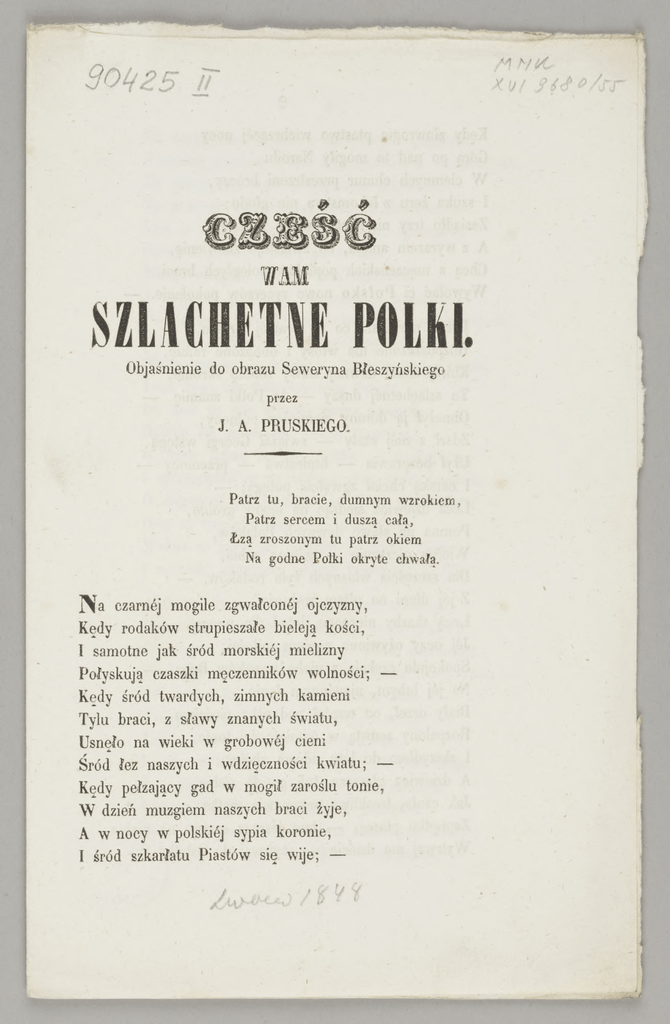 90425 II
MNK
XVI 3680/55
CZEŚĆ
WAM
SZLACHETNE POLKI.
Objaśnienie do obrazu Seweryna Błeszyńskiego
przez
J. A. PRUSKIEGO.
Patrz tu, bracie, dumnym wzrokiem,
Patrz sercem i duszą całą,
Łzą zroszonym tu patrz okiem
Na godne Polki okryte chwałą.
Na czarnéj mogile zgwałconéj ojczyzny,
Kędy rodaków strupieszałe bieleją kości,
I samotne jak śród morskiéj mielizny
Połyskują czaszki męczenników wolności; —
Kędy śród twardych, zimnych kamieni
Tylu braci, z sławy znanych światu,
Usnęło na wieki w grobowéj cieni
Śród łez naszych i wdzięczności kwiatu; —
Kędy pełzający gad w mogił zaroślu tonie,
W dzień muzgiem naszych braci żyje,
A w nocy w polskiéj sypia koronie,
I śród szkarłatu Piastów się wije; —
Lwów 1848